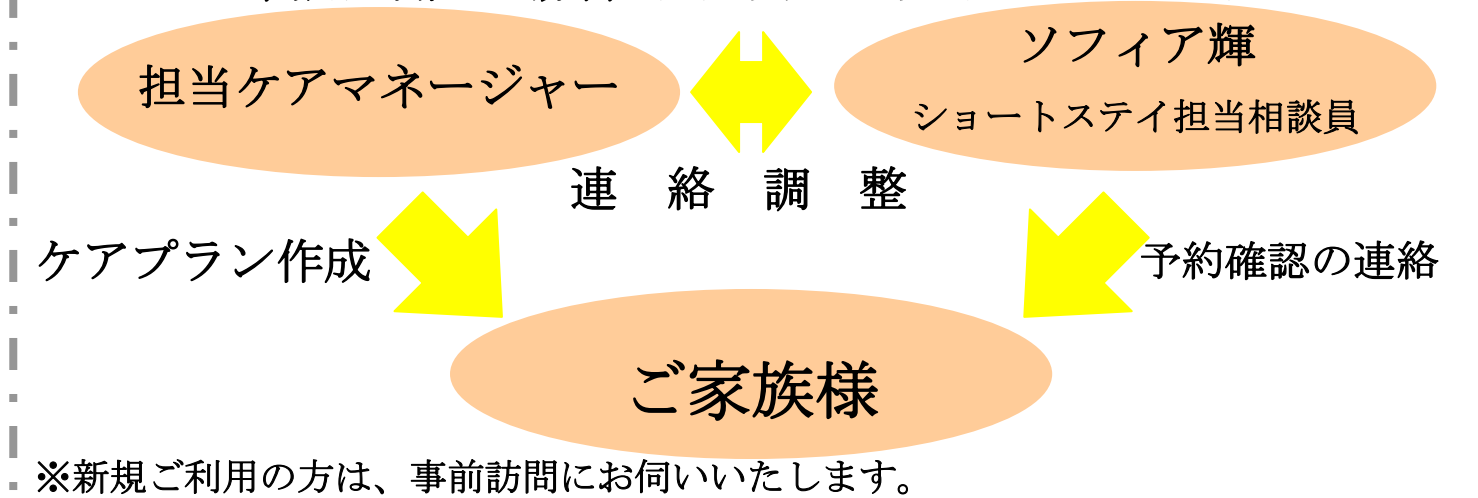 ソフィア輝
担当ケアマネージャー
ショートステイ担当相談員
連絡調整
ケアプラン作成
予約確認の連絡
ご家族様
※新規ご利用の方は、事前訪問にお伺いいたします。